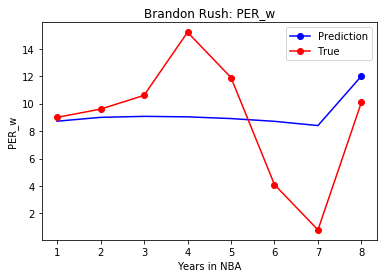 Brandon Rush: PER_w
Prediction
True
14
12
10
8
6
4
2
PER_w
1 2 3 4 5 6 7 8
Years in NBA